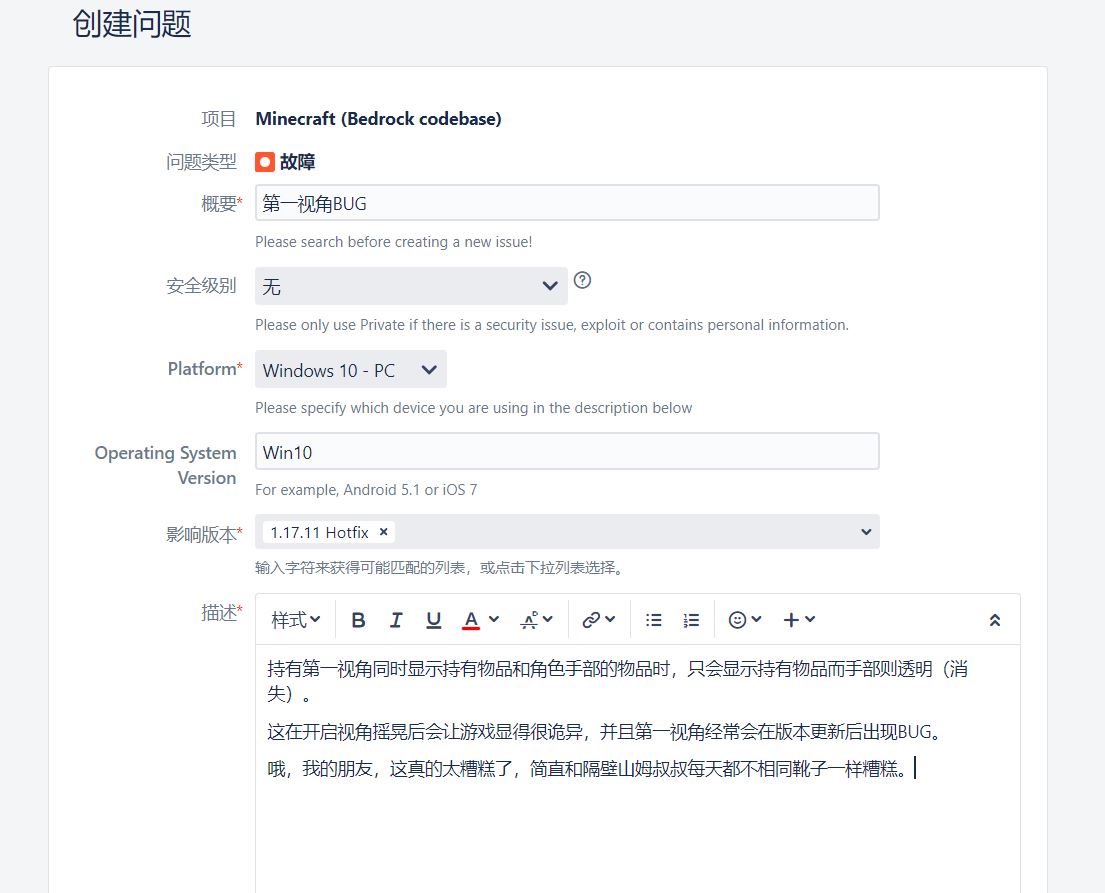 创建问题
项目 Minecraft (Bedrock codebase)
问题类型 故障
概要* 第一视角BUG
Please search before creating a new issue!
安全级别 无
Please only use Private if there is a security issue, exploit or contains personal information.
Platform* Windows 10 - PC
Please specify which device you are using in the description below
Operating System
Version
Win10
For example, Android 5.1 or iOS 7
影响版本* 1.17.11 Hotfix ×
输入字符来获得可能匹配的列表，或点击下拉列表选择。
描述* 样式 B I U A
持有第一视角同时显示持有物品和角色手部的物品时，只会显示持有物品而手部则透明（消
失）。
这在开启视角摇晃后会让游戏显得很诡异，并且第一视角经常会在版本更新后出现BUG。
哦，我的朋友，这真的太糟糕了，简直和隔壁山姆叔叔每天都不相同靴子一样糟糕。